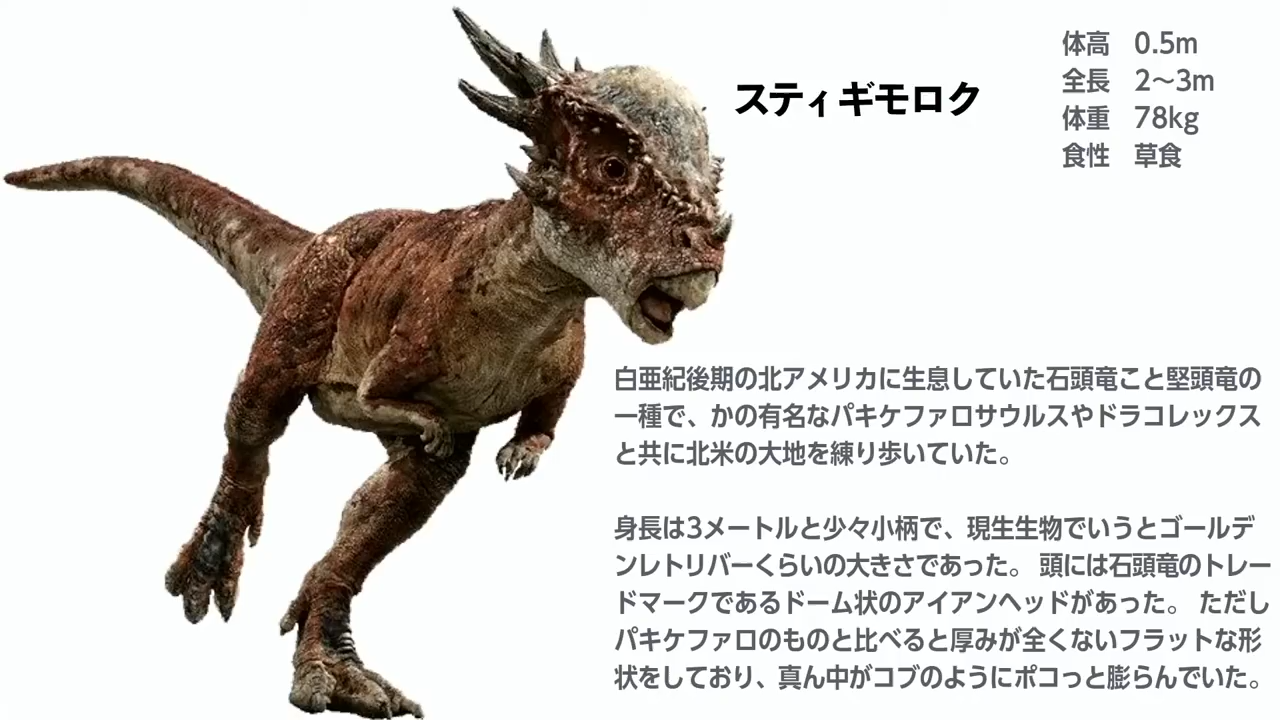 スティギモロク
体高 0.5m
全長 2〜3m
体重 78kg
食性 草食
白亜紀後期の北アメリカに生息していた石頭竜こと堅頭竜の
一種で、かの有名なパキケファロサウルスやドラコレックス
と共に北米の大地を練り歩いていた。
身長は3メートルと少々小柄で、現生生物でいうとゴールデ
ンレトリバーくらいの大きさであった。 頭には石頭竜のトレー
ドマークであるドーム状のアイアンヘッドがあった。 ただし
パキケファロのものと比べると厚みが全くないフラットな形
状をしており、真ん中がコブのようにポコっと膨らんでいた。